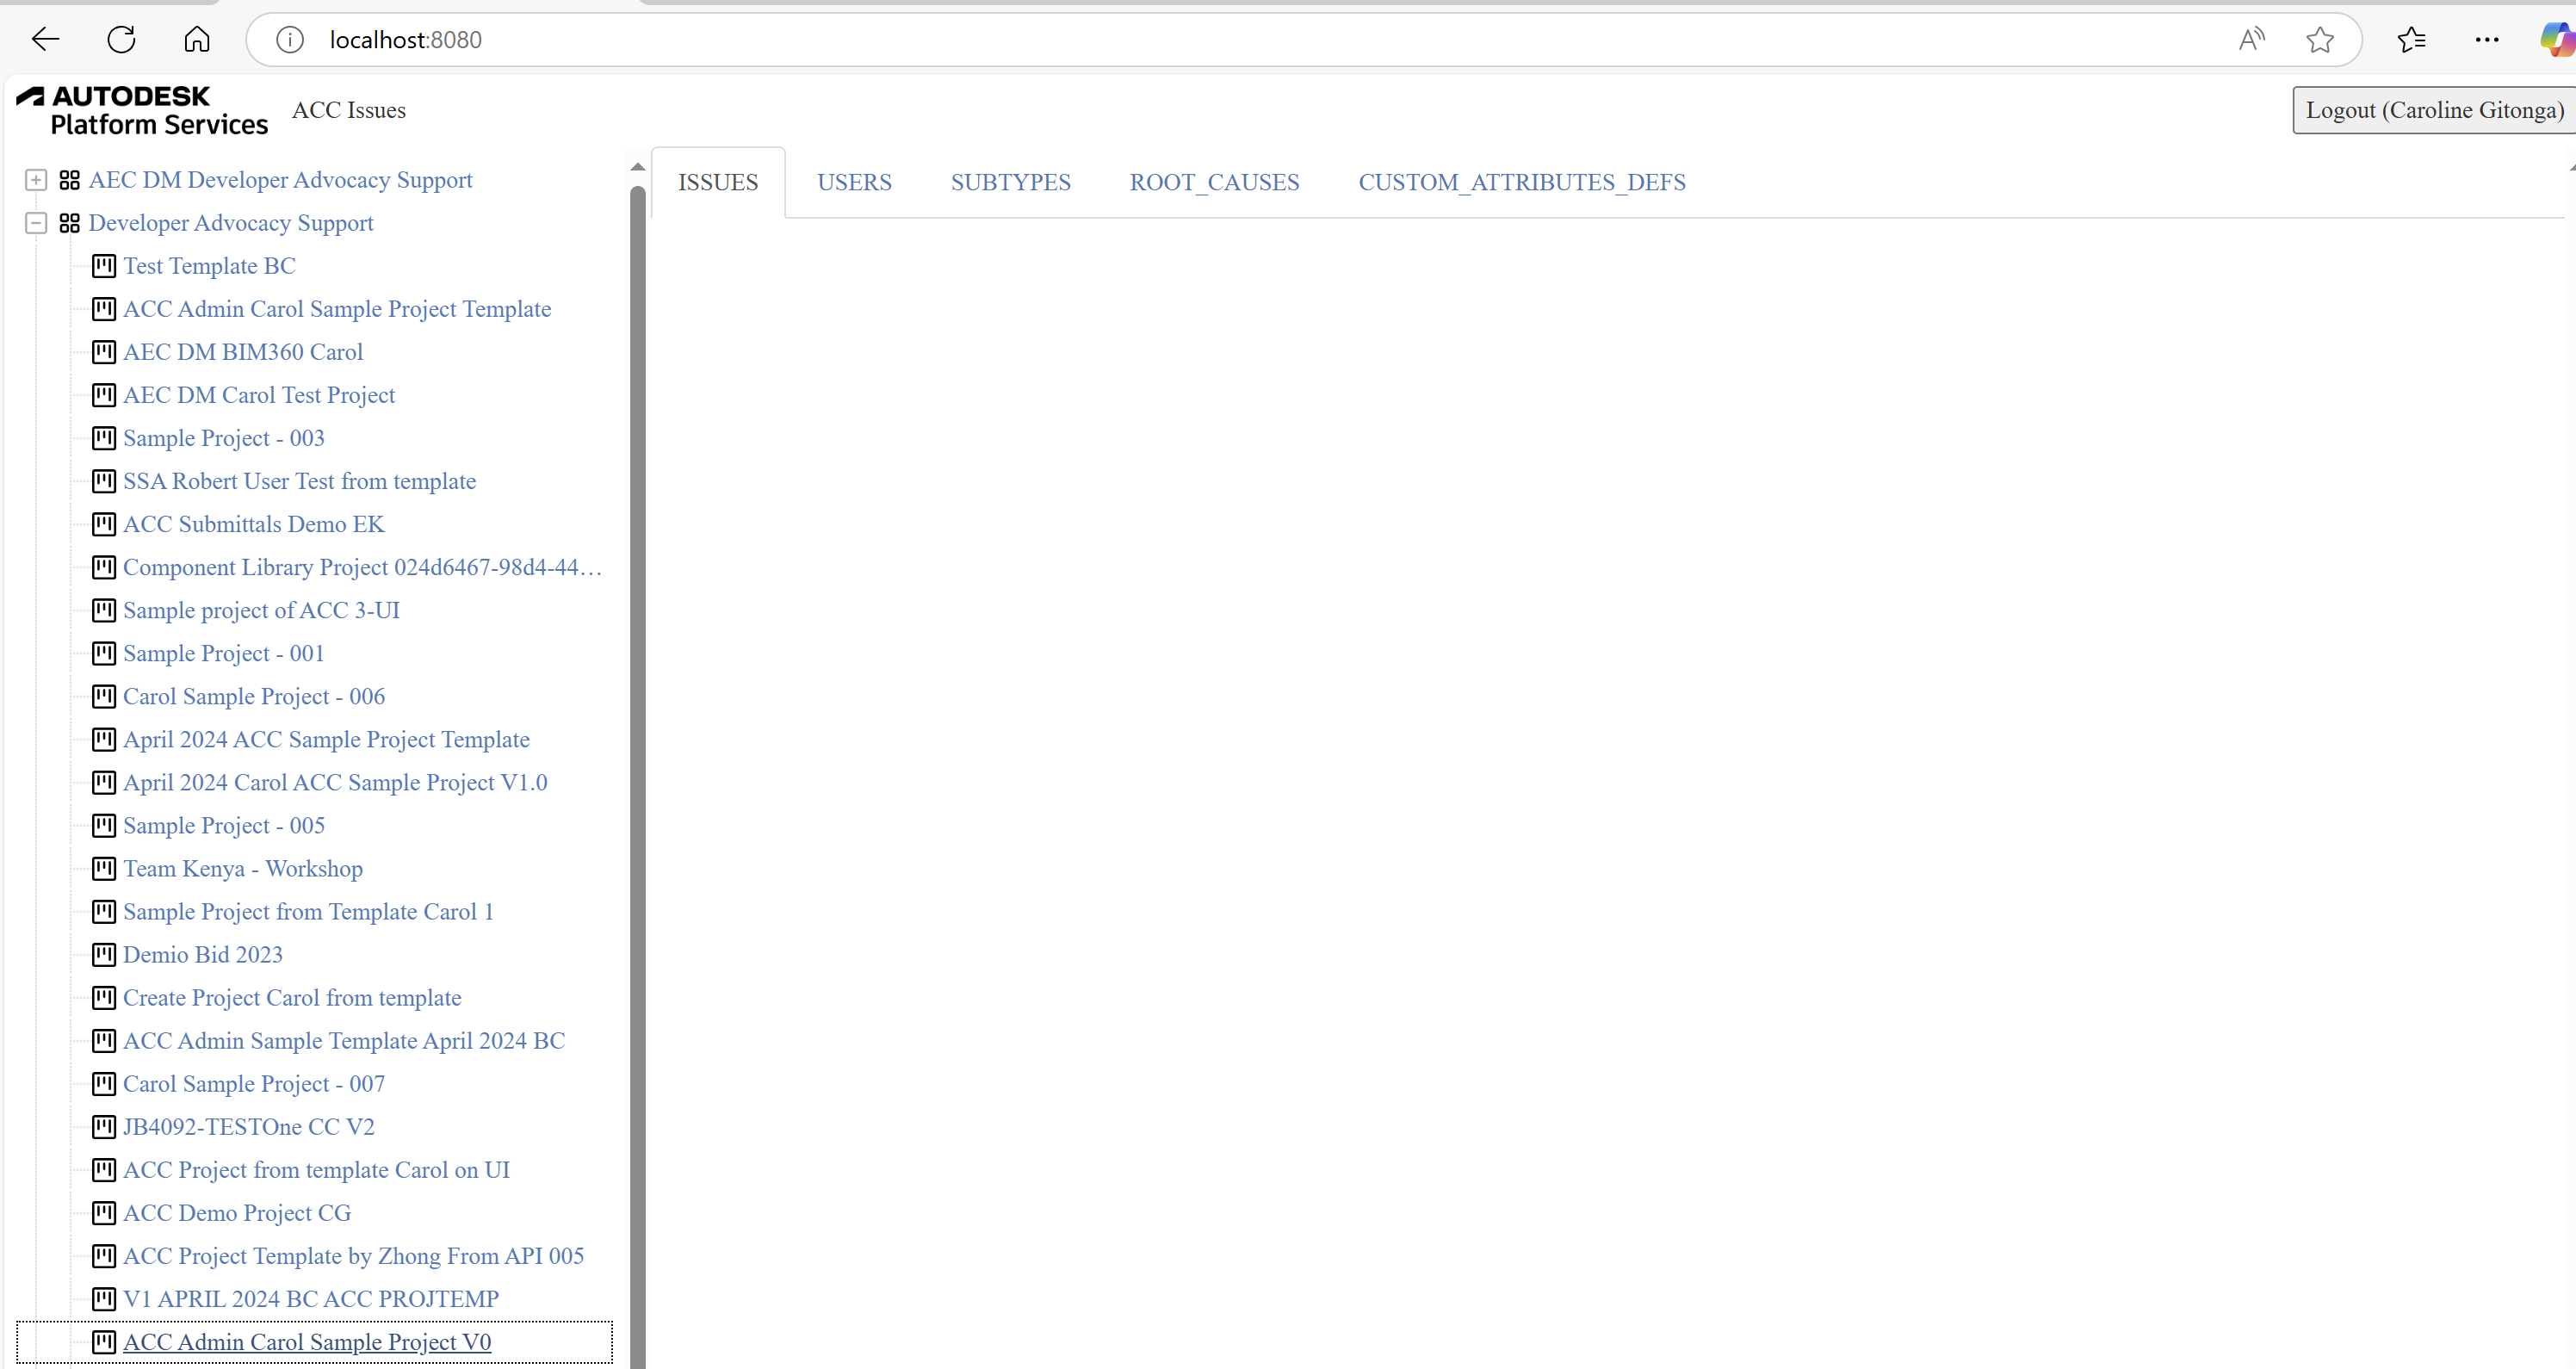 localhost:8080
AUTODESK
Platform Services
ACC Issues
Logout (Caroline Gitonga)
AEC DM Developer Advocacy Support
Developer Advocacy Support
Test Template BC
ACC Admin Carol Sample Project Template
AEC DM BIM360 Carol
AEC DM Carol Test Project
Sample Project - 003
SSA Robert User Test from template
ACC Submittals Demo EK
Component Library Project 024d6467-98d4-44...
Sample project of ACC 3-UI
Sample Project - 001
Carol Sample Project - 006
April 2024 ACC Sample Project Template
April 2024 Carol ACC Sample Project V1.0
Sample Project - 005
Team Kenya - Workshop
Sample Project from Template Carol 1
Demio Bid 2023
Create Project Carol from template
ACC Admin Sample Template April 2024 BC
Carol Sample Project - 007
JB4092-TESTOne CC V2
ACC Project from template Carol on UI
ACC Demo Project CG
ACC Project Template by Zhong From API 005
V1 APRIL 2024 BC ACC PROJTEMP
ACC Admin Carol Sample Project V0
ISSUES USERS SUBTYPES ROOT_CAUSES CUSTOM_ATTRIBUTES_DEFS